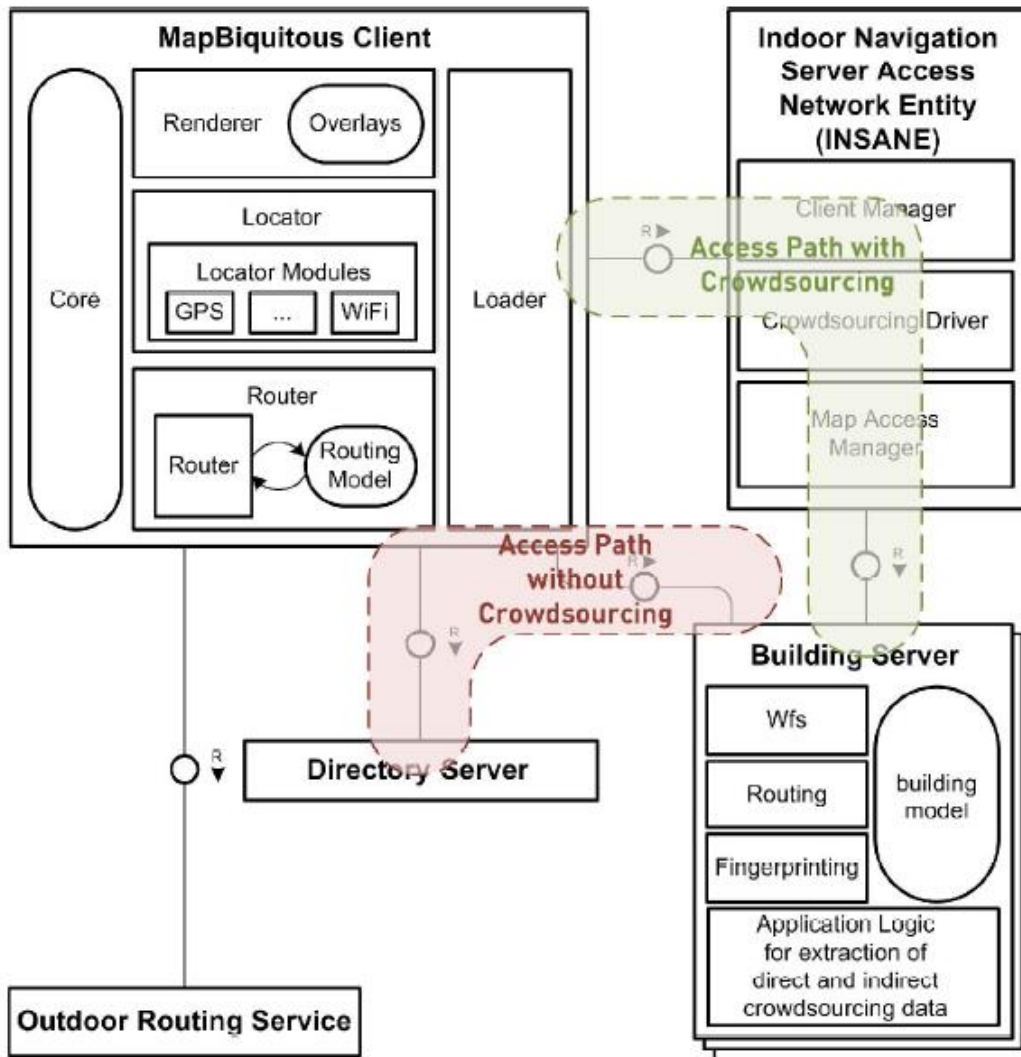 MapBiquitous Client
Core
Renderer
Overlays
Locator
Locator Modules
GPS
...
WiFi
Router
Router
Routing
Model
Loader
R
Indoor Navigation
Server Access
Network Entity
(INSANE)
Client Manager
Crowdsourcing Driver
Map Access
Manager
Access Path with
Crowdsourcing
Access Path
without
Crowdsourcing
R
R
R
R
Directory Server
Outdoor Routing Service
Building Server
Wfs
Routing
Fingerprinting
building
model
Application Logic
for extraction of
direct and indirect
crowdsourcing data